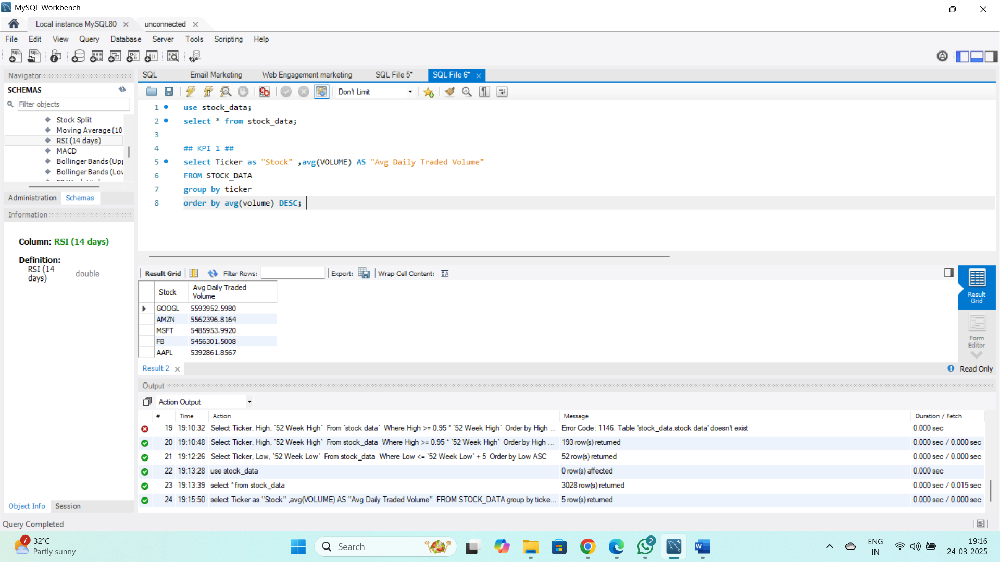 MySQL Workbench
Local instance MySQL80
unconnected
File Edit View Query Database Server Tools Scripting Help
Navigator
SCHEMAS
Filter objects
Stock Split
Moving Average (10
RSI (14 days)
MACD
Bollinger Bands (Upp
Bollinger Bands (Low
Administration Schemas
Information
Column: RSI (14 days)
Definition:
RSI (14 days) double
Object Info Session
SQL Email Marketing Web Engagement marketing SQL File 5* SQL File 6*
Don't Limit
1 use stock_data;
2 select * from stock_data;
3
4 ## KPI 1 ##
5 select Ticker as "Stock" ,avg(VOLUME) AS "Avg Daily Traded Volume"
6 FROM STOCK_DATA
7 group by ticker
8 order by avg(volume) DESC;
Result Grid Filter Rows: Export: Wrap Cell Content:
Stock Avg Daily Traded Volume
GOOGL 5593952.5980
AMZN 5562396.8164
MSFT 5485953.9920
FB 5456301.5008
AAPL 5392861.8567
Result Grid
Form Editor
Result 2
Read Only
Output
Action Output
# Time Action Message Duration / Fetch
19 19:10:32 Select Ticker, High, `52 Week High` From `stock data` Where High >= 0.95 * `52 Week High` Order by High ... Error Code: 1146. Table 'stock_data.stock data' doesn't exist 0.000 sec
20 19:10:48 Select Ticker, High, `52 Week High` From stock_data Where High >= 0.95 * `52 Week High` Order by High ... 193 row(s) returned 0.000 sec / 0.000 sec
21 19:12:26 Select Ticker, Low, `52 Week Low` From stock_data Where Low <= `52 Week Low` + 5 Order by Low ASC 52 row(s) returned 0.000 sec / 0.000 sec
22 19:13:28 use stock_data 0 row(s) affected 0.000 sec
23 19:13:39 select * from stock_data 3028 row(s) returned 0.000 sec / 0.015 sec
24 19:15:50 select Ticker as "Stock" ,avg(VOLUME) AS "Avg Daily Traded Volume" FROM STOCK_DATA group by ticke... 5 row(s) returned 0.000 sec / 0.000 sec
Query Completed
7
32°C
Partly sunny
Search
2
ENG
IN
19:16
24-03-2025